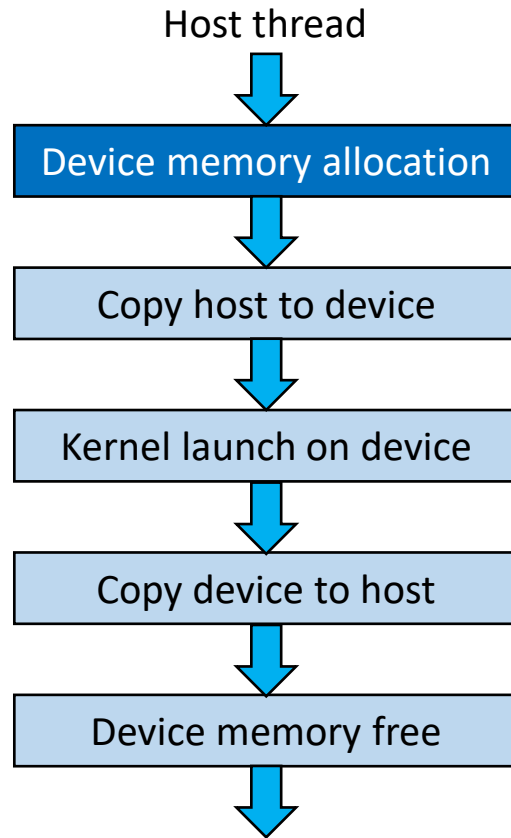 Host thread
Device memory allocation
Copy host to device
Kernel launch on device
Copy device to host
Device memory free